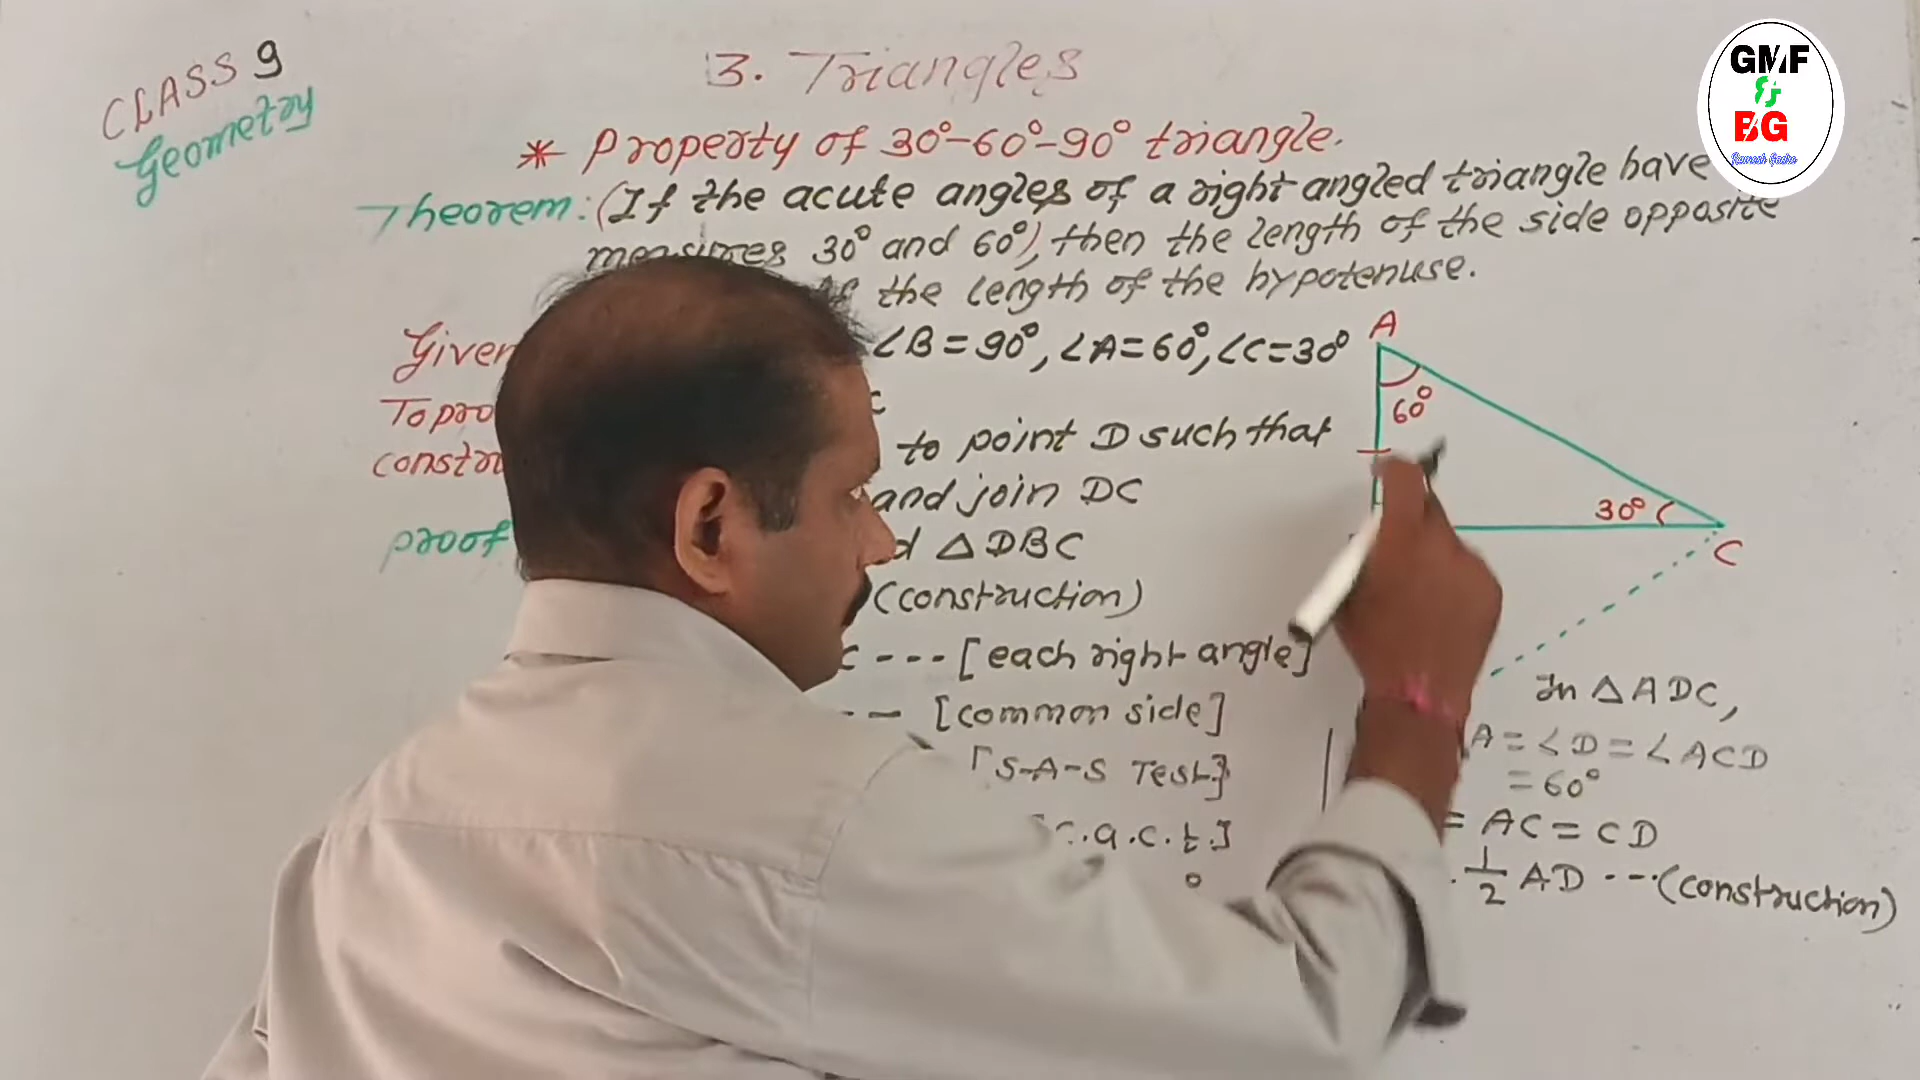 CLASS 9
Geometry
3. Triangles
GMF
&
BG
* Property of 30°-60°-90° triangle.
Theorem: (If the acute angles of a right angled triangle have
measures 30° and 60°), then the length of the side opposite
the length of the hypotenuse.
Given ∠B = 90°, ∠A = 60°, ∠C = 30°
To pro
constru to point D such that
and join DC
proof △DBC
(construction)
C --- [each right angle]
-- [common side]
[S-A-S Test]
c.a.c.t.]
A
60°
30°
C
In △ADC,
A = ∠D = ∠ACD
= 60°
= AC = CD
1/2 AD ---(construction)